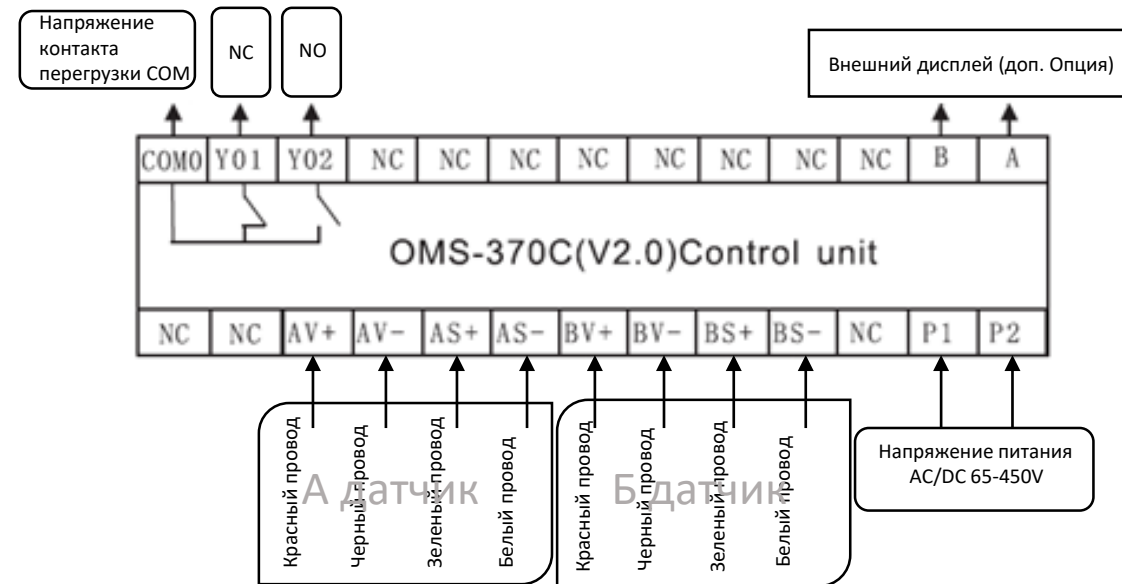 Напряжение
контакта
перегрузки COM
NC
NO
Внешний дисплей (доп. Опция)
COM0 Y01 Y02 NC NC NC NC NC NC NC NC B A
OMS-370C(V2.0)Control unit
NC NC AV+ AV- AS+ AS- BV+ BV- BS+ BS- NC P1 P2
Красный провод
Черный провод
Зеленый провод
Белый провод
А датчик
Красный провод
Черный провод
Зеленый провод
Белый провод
Б датчик
Напряжение питания
AC/DC 65-450V